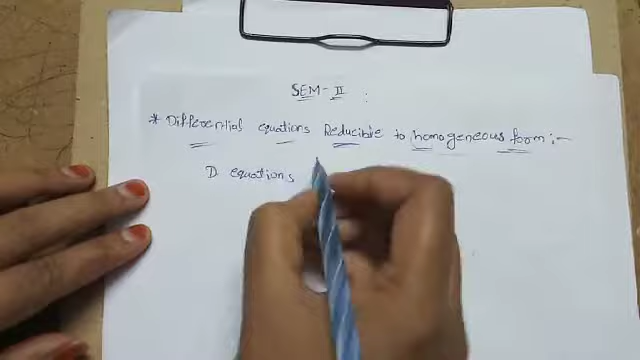 SEM-II :
* Differential equations Reducible to homogeneous form :-
D equations